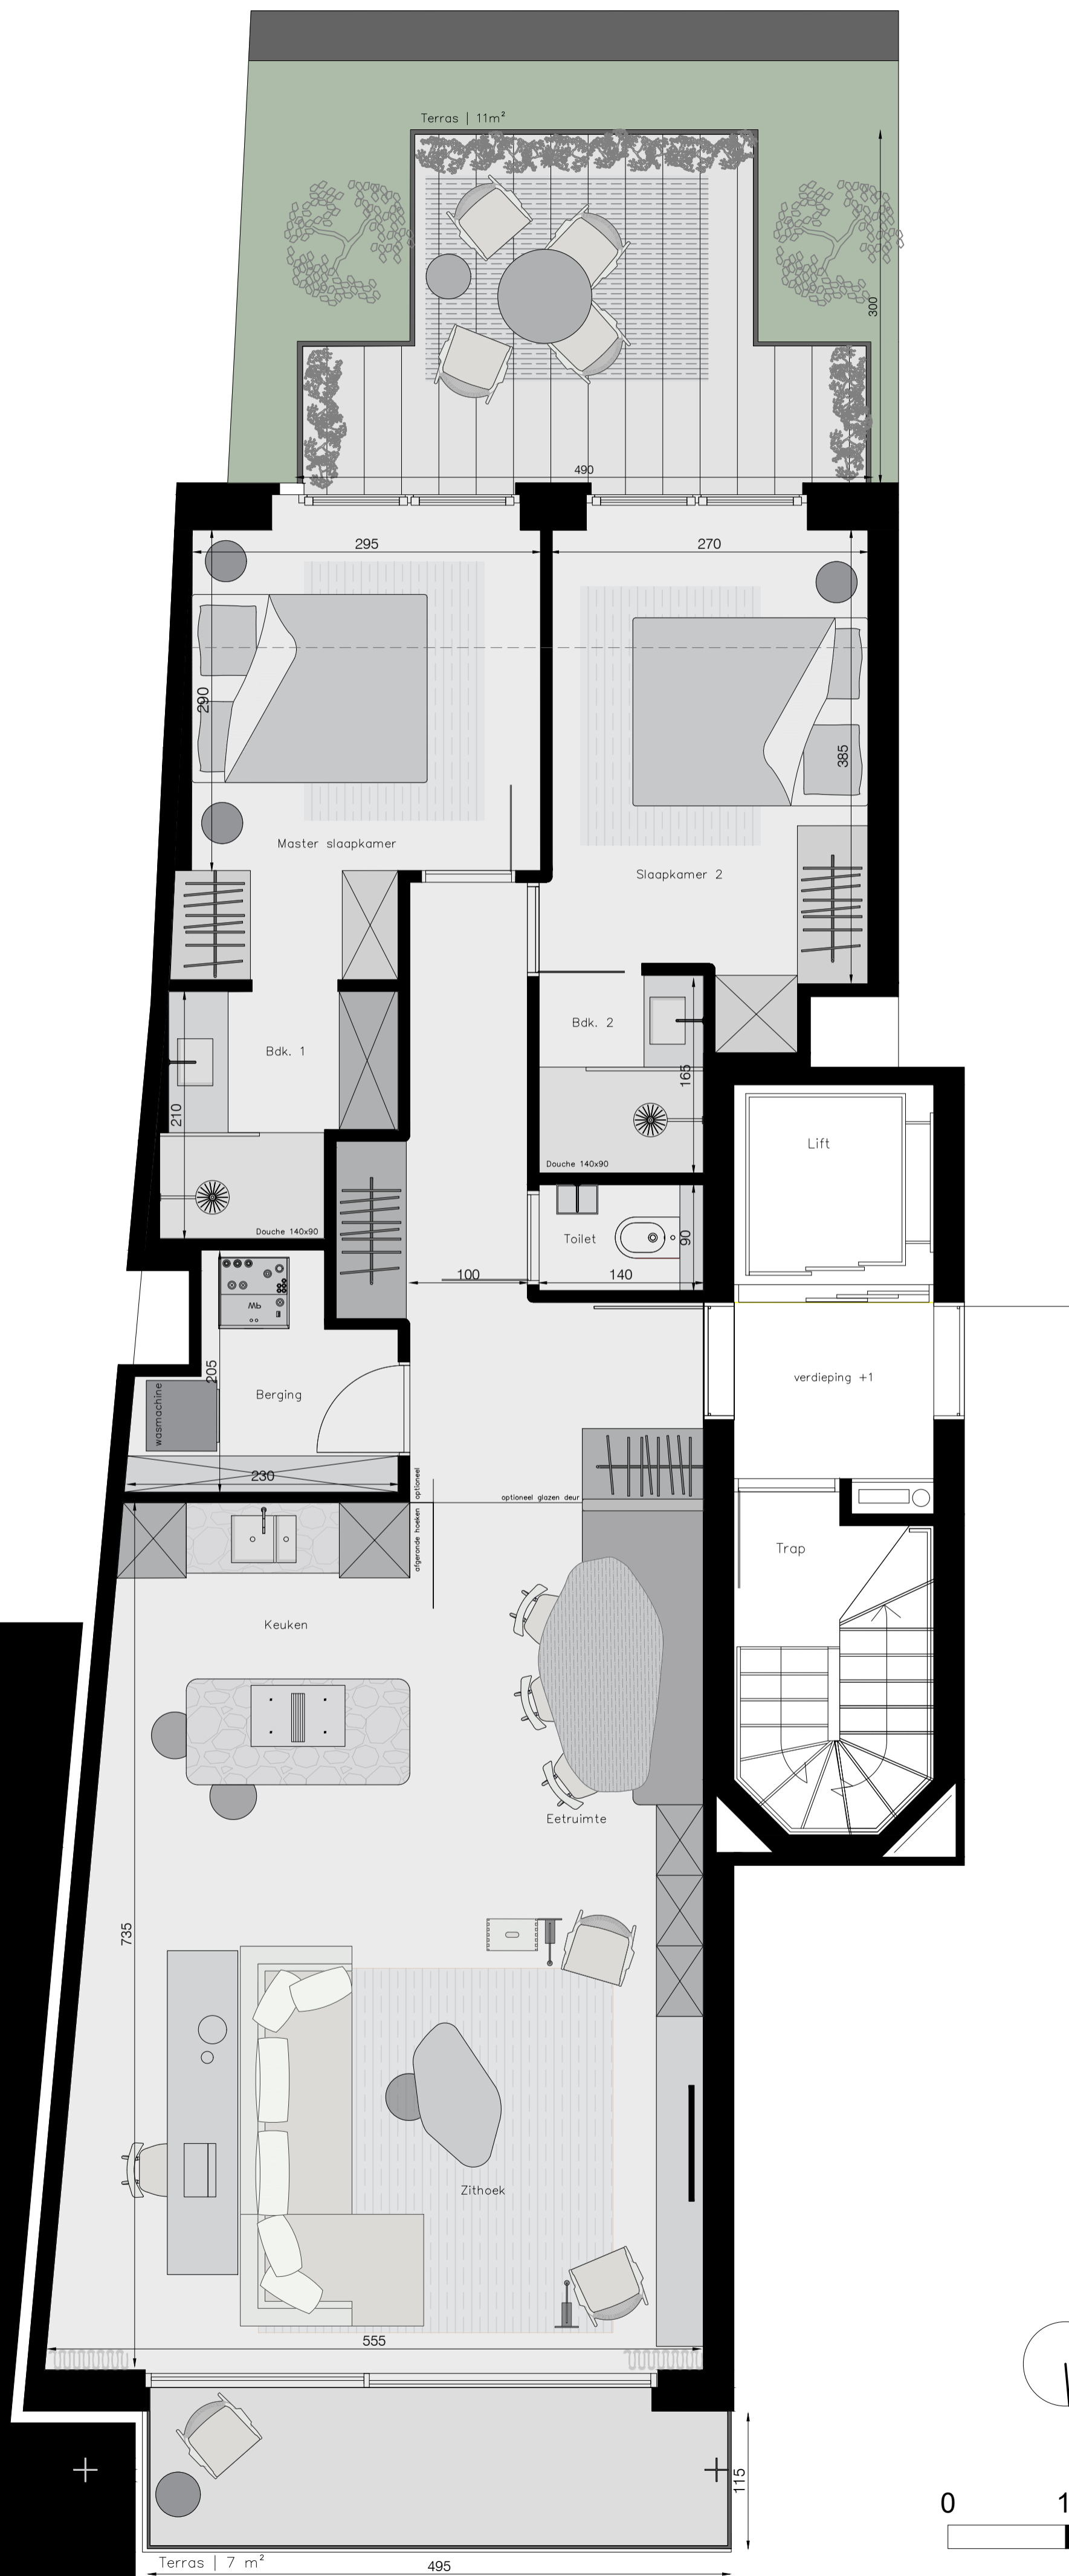 Terras | 11m²
300
490
295
270
290
385
Master slaapkamer
Slaapkamer 2
Bdk. 1
Bdk. 2
210
165
Lift
Douche 140x90
Douche 140x90
Toilet
90
100
140
Mb
205
verdieping +1
wasmachine
Berging
230
optioneel
optioneel glazen deur
afgeronde hoeken
Trap
Keuken
Eetruimte
735
Zithoek
555
115
0
1
Terras | 7 m²
495